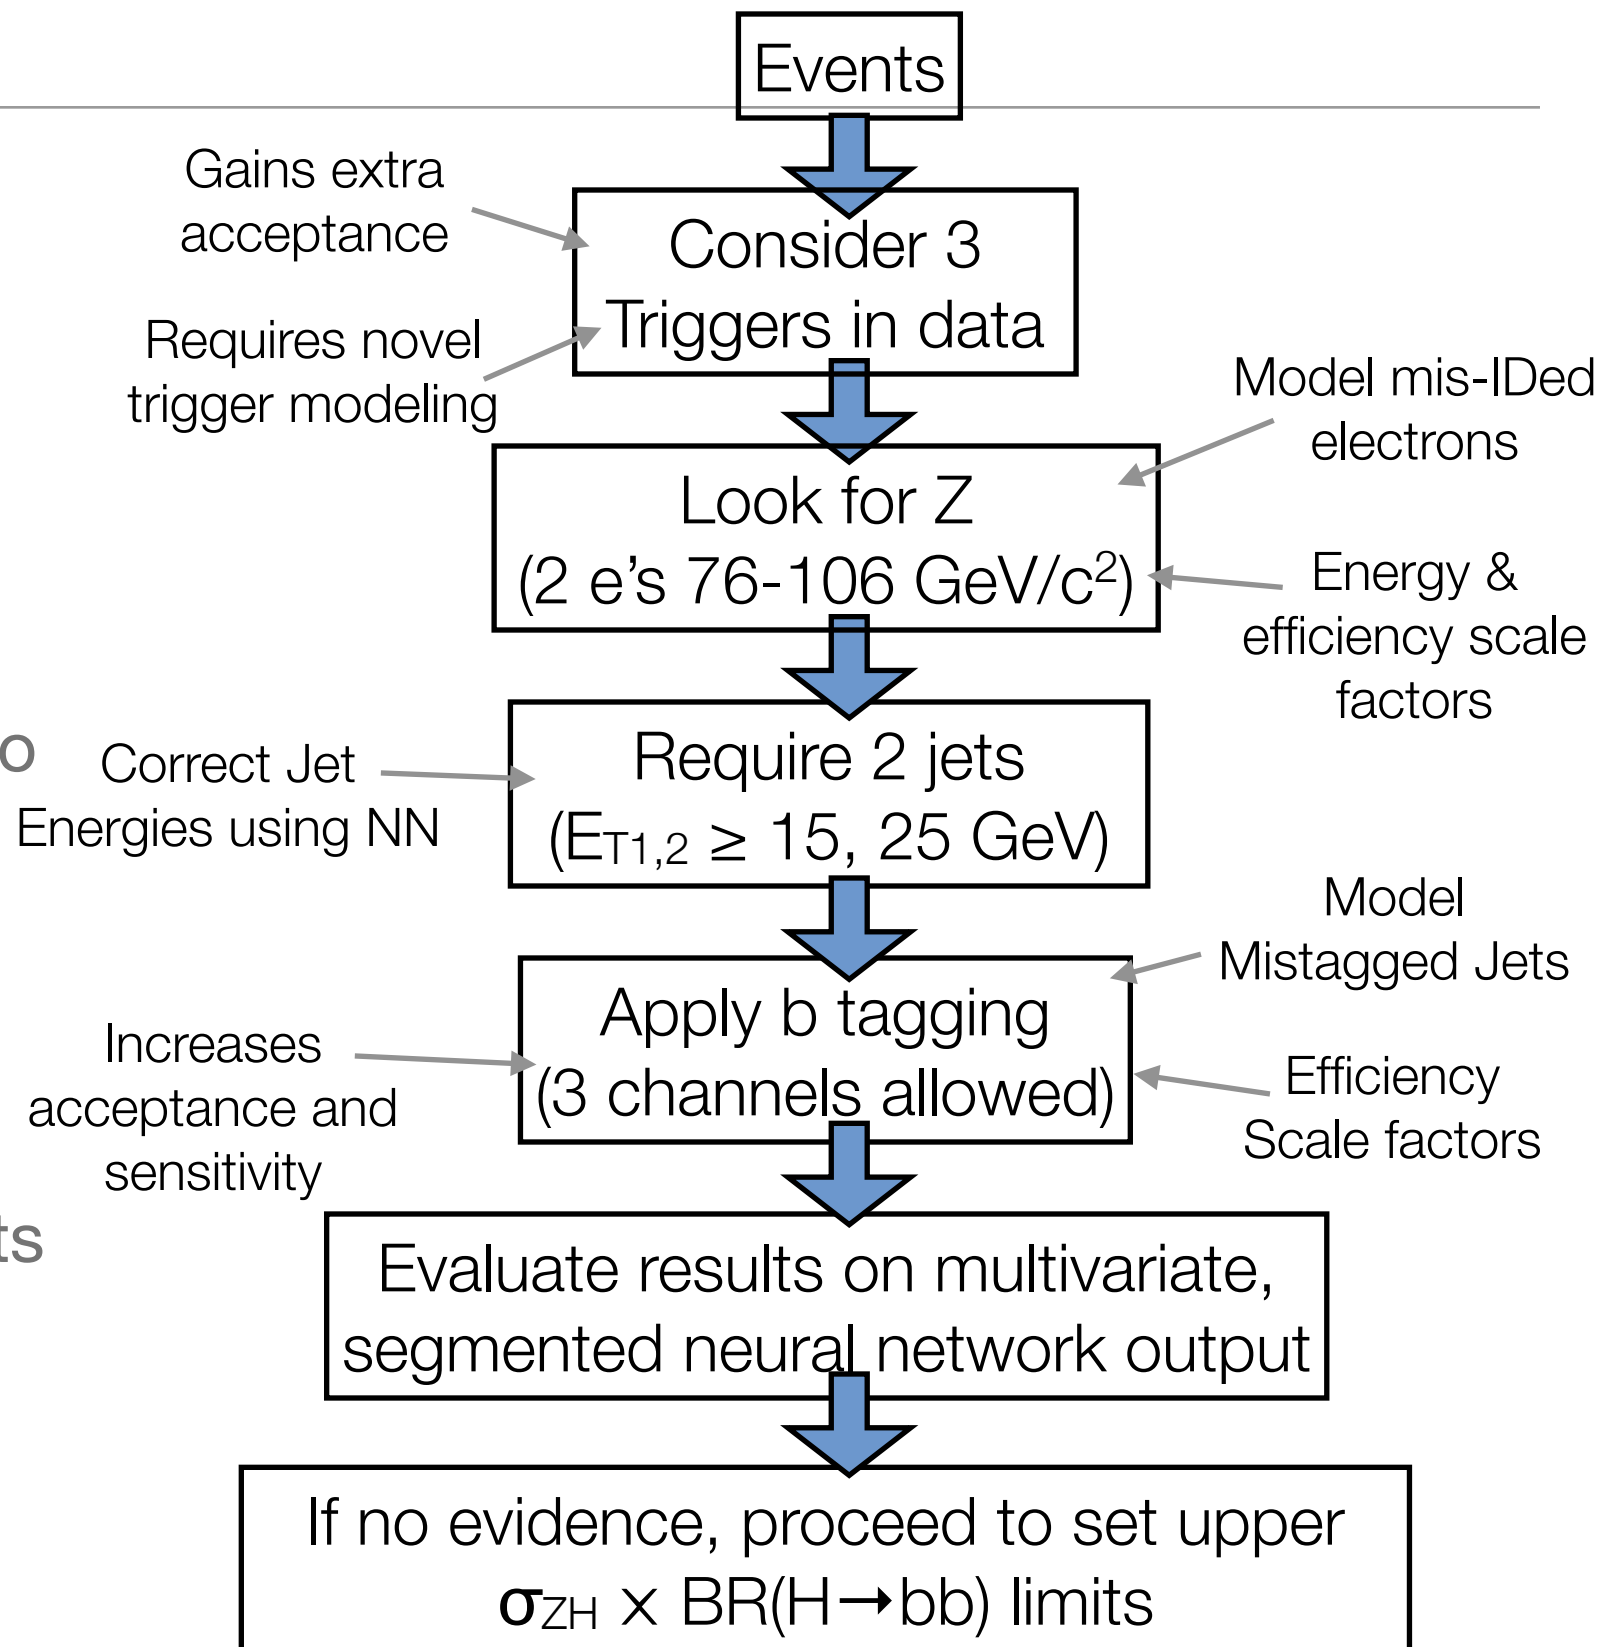 Events
Gains extra
acceptance
Consider 3
Triggers in data
Requires novel
trigger modeling
Model mis-IDed
electrons
Look for Z
(2 e's 76-106 GeV/c²)
Energy &
efficiency scale
factors
Correct Jet
Energies using NN
Require 2 jets
(E_T1,2 ≥ 15, 25 GeV)
Model
Mistagged Jets
Apply b tagging
(3 channels allowed)
Increases
acceptance and
sensitivity
Efficiency
Scale factors
ts
Evaluate results on multivariate,
segmented neural network output
If no evidence, proceed to set upper
σ_ZH x BR(H→bb) limits